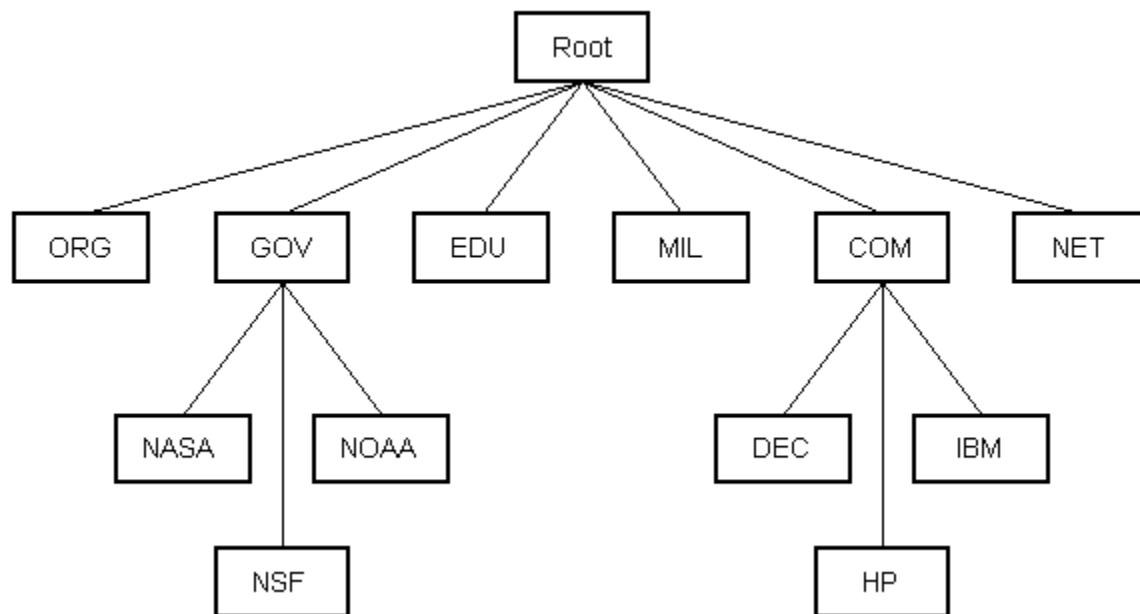 Root
ORG
GOV
EDU
MIL
COM
NET
NASA
NOAA
DEC
IBM
NSF
HP